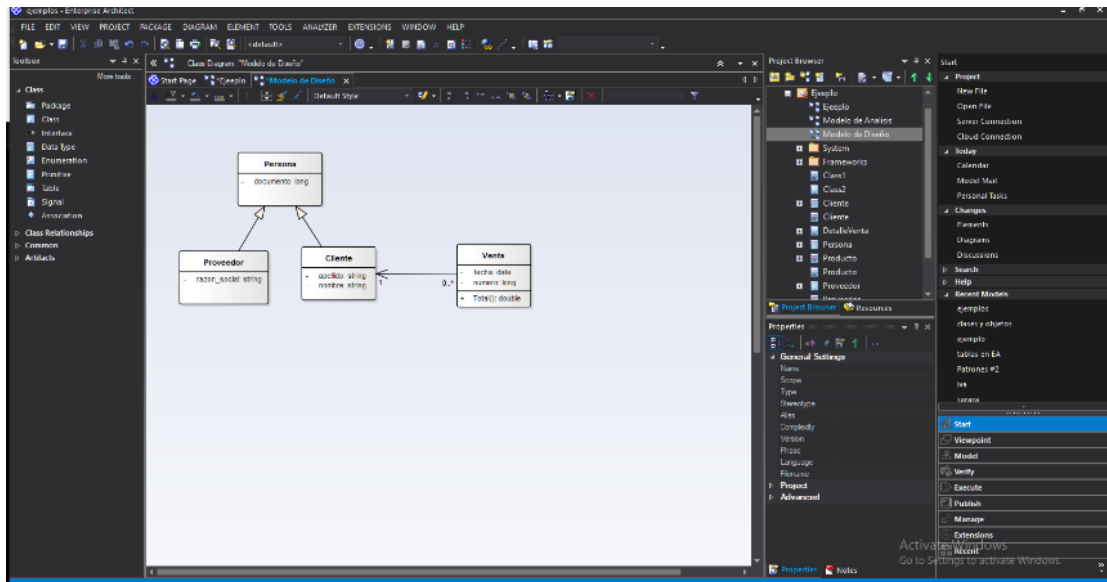 ejemplos - Enterprise Architect
FILE EDIT VIEW PROJECT PACKAGE DIAGRAM ELEMENT TOOLS ANALYZER EXTENSIONS WINDOW HELP
<default>
Toolbox
More tools...
Class
Package
Class
Interface
Data Type
Enumeration
Primitive
Table
Signal
Association
Class Relationships
Common
Artifacts
Class Diagram "Modelo de Diseño"
Start Page *Ejeeplo *Modelo de Diseño x
Default Style
Persona
- documento: long
Proveedor
- razon_social: string
Cliente
- apellido: string
- nombre: string
1
0..*
Venta
- fecha: date
- numero: long
+ Total(): double
Project Browser
Ejeeplo
Ejeeplo
Modelo de Analisis
Modelo de Diseño
System
Frameworks
Class1
Class2
Cliente
Cliente
DetalleVenta
Persona
Producto
Producto
Proveedor
Proveedor
Project Browser Resources
Properties
General Settings
Name
Scope
Type
Stereotype
Alias
Complexity
Version
Phase
Language
Filename
Project
Advanced
Properties Notes
Start
Project
New File
Open File
Server Connection
Cloud Connection
Today
Calendar
Model Mail
Personal Tasks
Changes
Elements
Diagrams
Discussions
Search
Help
Recent Models
ejemplos
clases y objetos
ejemplo
tablas en EA
Patrones #2
iva
Start
Viewpoint
Model
Verify
Execute
Publish
Manage
Extensions
Recent
Activate Windows
Go to Settings to activate Windows.